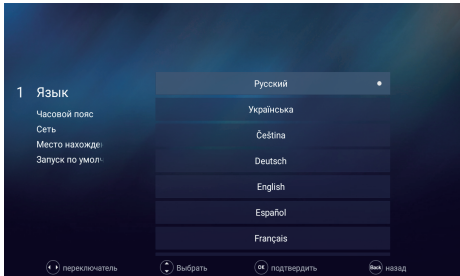 1 Язык
Часовой пояс
Сеть
Место нахожде
Запуск по умолч
Русский
Українська
Čeština
Deutsch
English
Español
Français
переключатель
Выбрать
OK подтвердить
Back назад